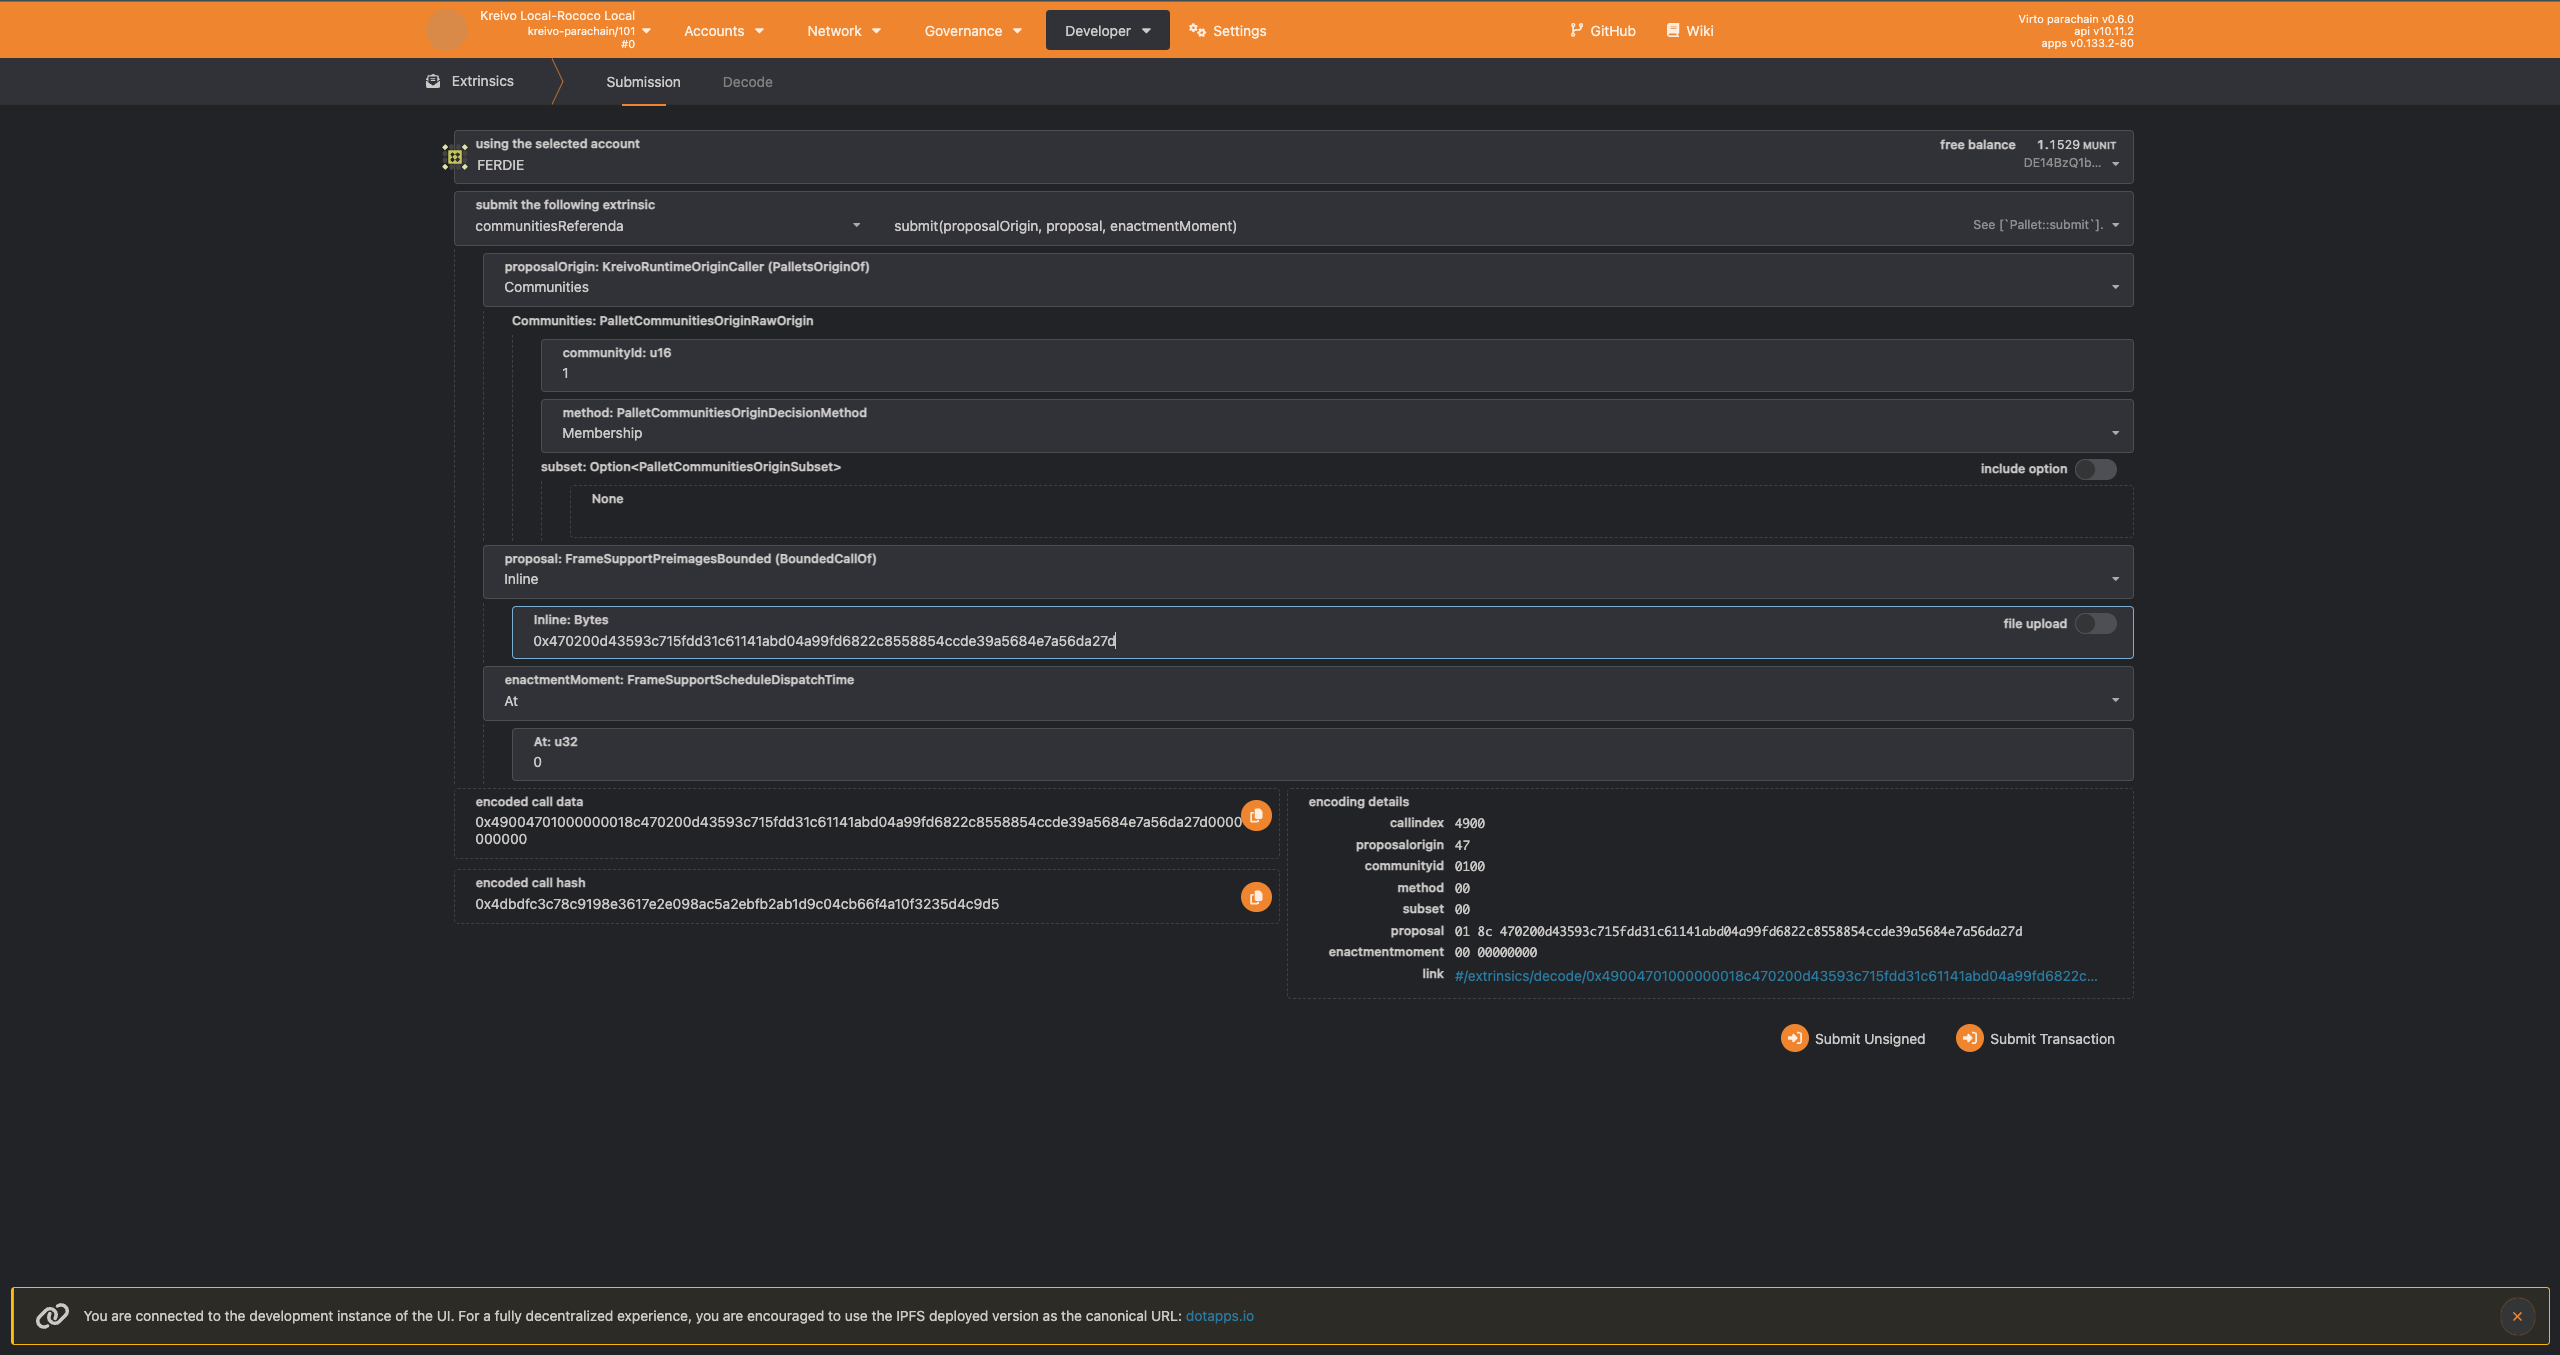 Kreivo Local-Rococo Local
kreivo-parachain/101
#0
Accounts
Network
Governance
Developer
Settings
GitHub
Wiki
Virto parachain v0.6.0
api v10.11.2
apps v0.133.2-80
Extrinsics
Submission
Decode
using the selected account
FERDIE
free balance 1.1529 MUNIT
DE14BzQ1b...
submit the following extrinsic
communitiesReferenda
submit(proposalOrigin, proposal, enactmentMoment)
See [`Pallet::submit`].
proposalOrigin: KreivoRuntimeOriginCaller (PalletsOriginOf)
Communities
Communities: PalletCommunitiesOriginRawOrigin
communityId: u16
1
method: PalletCommunitiesOriginDecisionMethod
Membership
subset: Option<PalletCommunitiesOriginSubset>
include option
None
proposal: FrameSupportPreimagesBounded (BoundedCallOf)
Inline
Inline: Bytes
0x470200d43593c715fdd31c61141abd04a99fd6822c8558854ccde39a5684e7a56da27d
file upload
enactmentMoment: FrameSupportScheduleDispatchTime
At
At: u32
0
encoded call data
0x49004701000000018c470200d43593c715fdd31c61141abd04a99fd6822c8558854ccde39a5684e7a56da27d0000
000000
encoded call hash
0x4dbdfc3c78c9198e3617e2e098ac5a2ebfb2ab1d9c04cb66f4a10f3235d4c9d5
encoding details
callindex 4900
proposalorigin 47
communityid 0100
method 00
subset 00
proposal 01 8c 470200d43593c715fdd31c61141abd04a99fd6822c8558854ccde39a5684e7a56da27d
enactmentmoment 00 00000000
link #/extrinsics/decode/0x49004701000000018c470200d43593c715fdd31c61141abd04a99fd6822c...
Submit Unsigned
Submit Transaction
You are connected to the development instance of the UI. For a fully decentralized experience, you are encouraged to use the IPFS deployed version as the canonical URL: dotapps.io